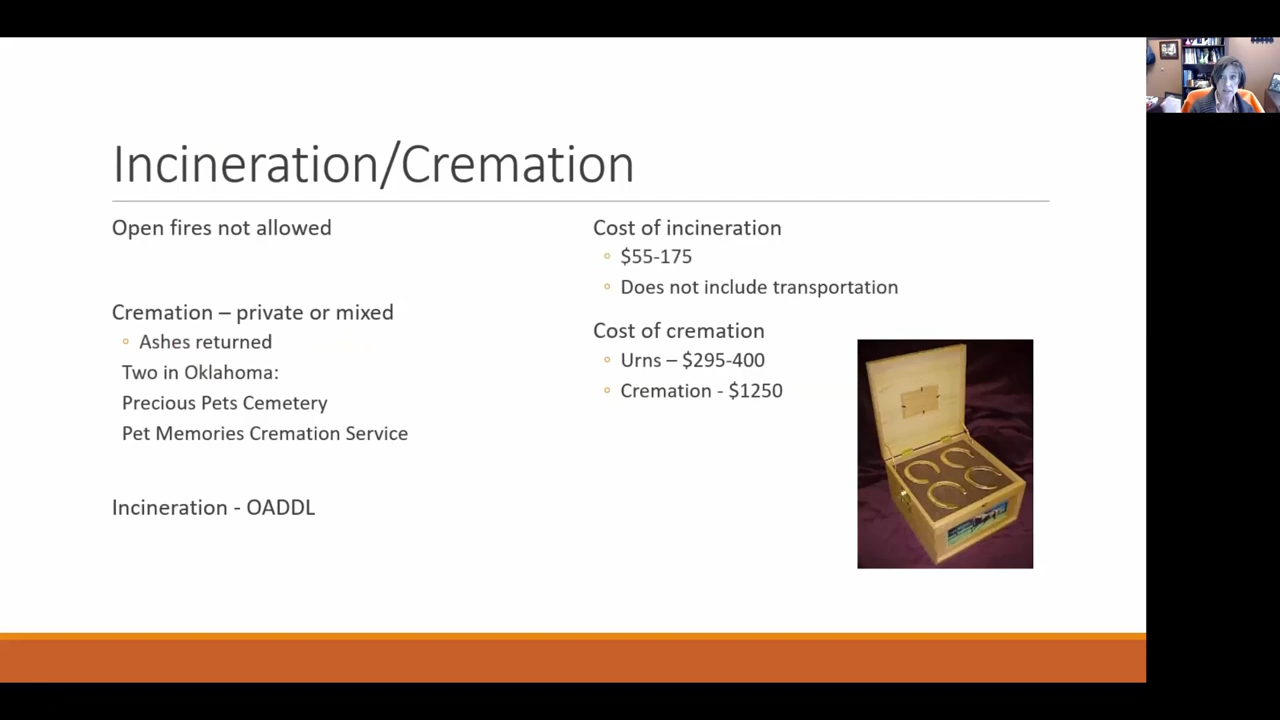 Incineration/Cremation
Open fires not allowed
Cremation – private or mixed
◦ Ashes returned
Two in Oklahoma:
Precious Pets Cemetery
Pet Memories Cremation Service
Incineration - OADDL
Cost of incineration
◦ $55-175
◦ Does not include transportation
Cost of cremation
◦ Urns – $295-400
◦ Cremation - $1250